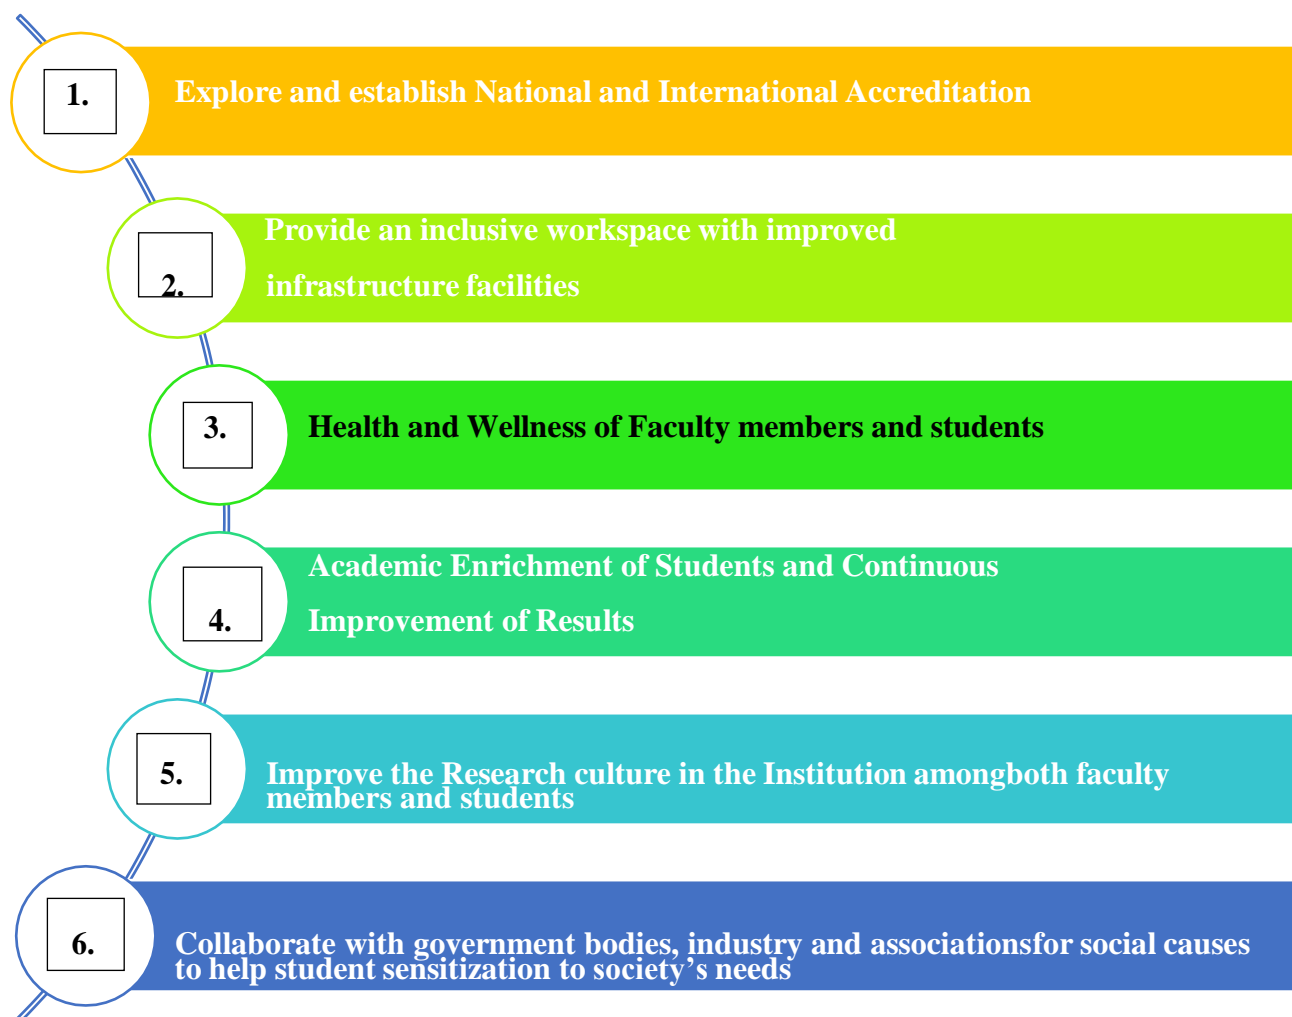 1.
Explore and establish National and International Accreditation
2.
Provide an inclusive workspace with improved
infrastructure facilities
3.
Health and Wellness of Faculty members and students
4.
Academic Enrichment of Students and Continuous
Improvement of Results
5.
Improve the Research culture in the Institution amongboth faculty
members and students
6.
Collaborate with government bodies, industry and associationsfor social causes
to help student sensitization to society’s needs